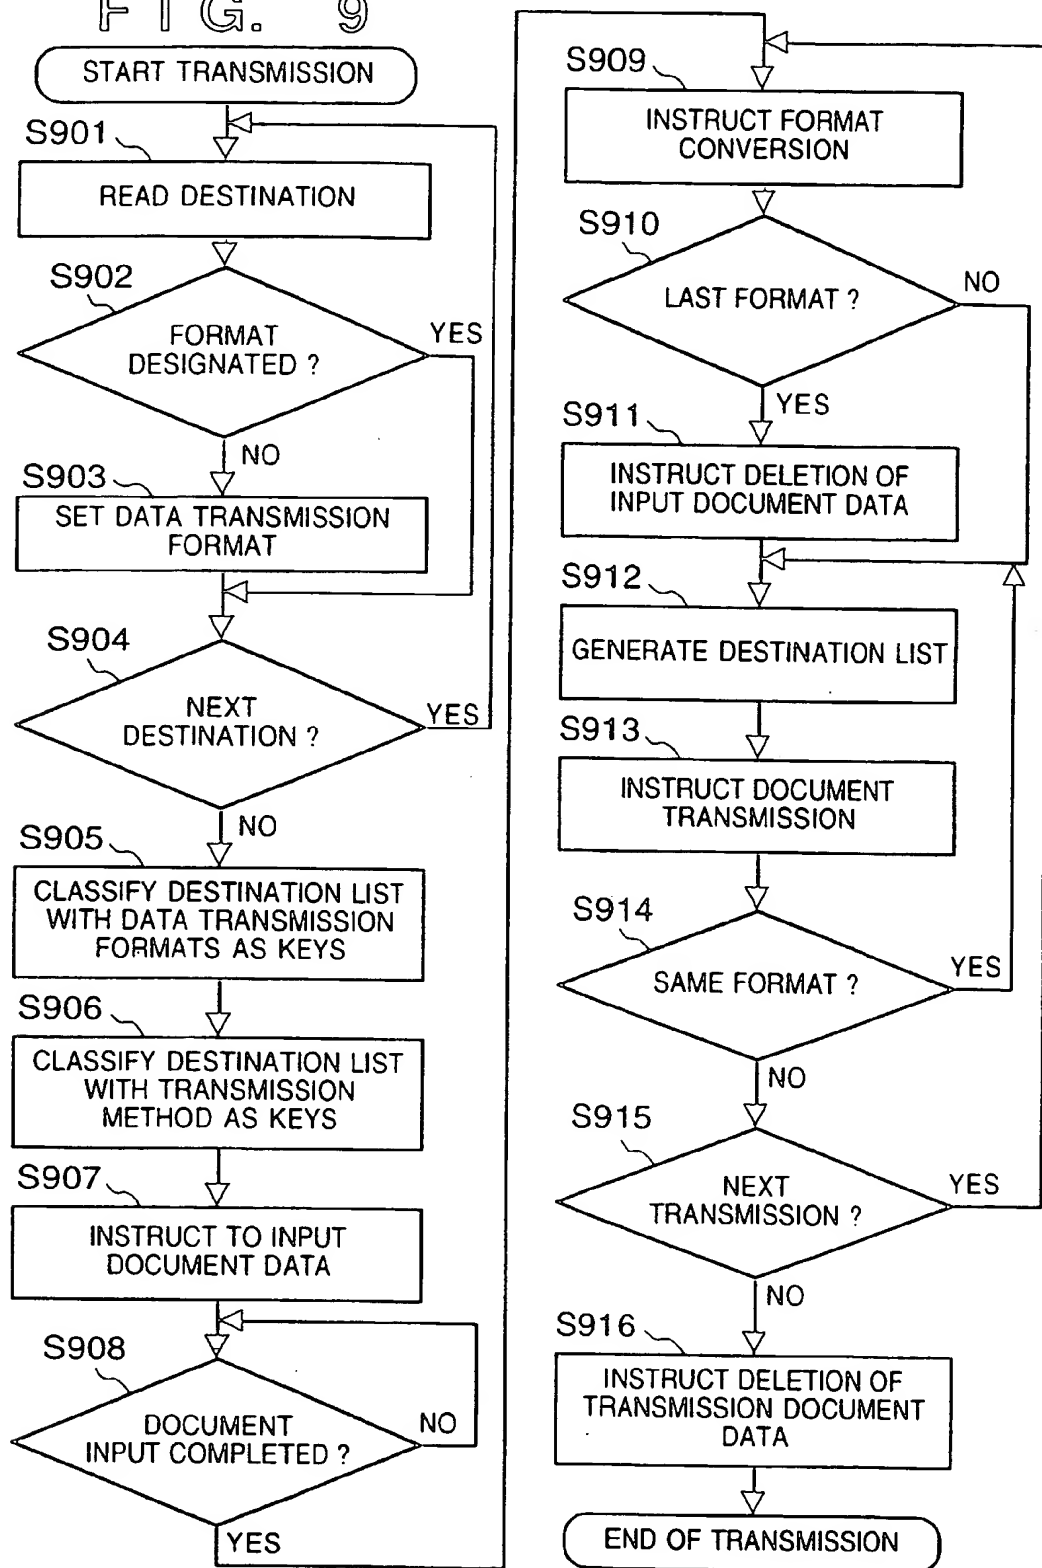 FIG. 9
START TRANSMISSION
S901
READ DESTINATION
S902
FORMAT
DESIGNATED ?
YES
NO
S903
SET DATA TRANSMISSION
FORMAT
S904
NEXT
DESTINATION ?
YES
NO
S905
CLASSIFY DESTINATION LIST
WITH DATA TRANSMISSION
FORMATS AS KEYS
S906
CLASSIFY DESTINATION LIST
WITH TRANSMISSION
METHOD AS KEYS
S907
INSTRUCT TO INPUT
DOCUMENT DATA
S908
DOCUMENT
INPUT COMPLETED ?
NO
YES
S909
INSTRUCT FORMAT
CONVERSION
S910
LAST FORMAT ?
NO
YES
S911
INSTRUCT DELETION OF
INPUT DOCUMENT DATA
S912
GENERATE DESTINATION LIST
S913
INSTRUCT DOCUMENT
TRANSMISSION
S914
SAME FORMAT ?
YES
NO
S915
NEXT
TRANSMISSION ?
YES
NO
S916
INSTRUCT DELETION OF
TRANSMISSION DOCUMENT
DATA
END OF TRANSMISSION